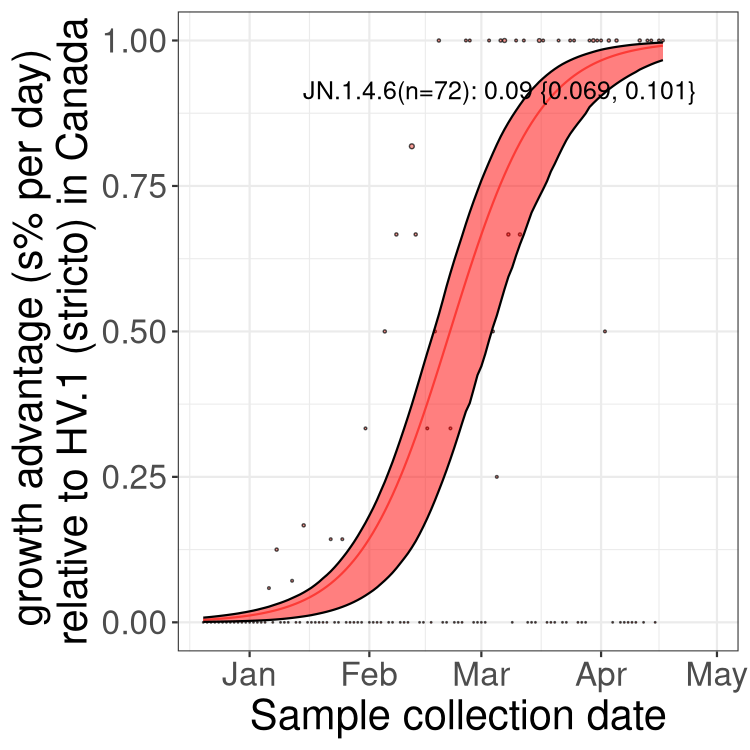 growth advantage (s% per day)
relative to HV.1 (stricto) in Canada
1.00
0.75
0.50
0.25
0.00
JN.1.4.6(n=72): 0.09 {0.069, 0.101}
Jan Feb Mar Apr May
Sample collection date